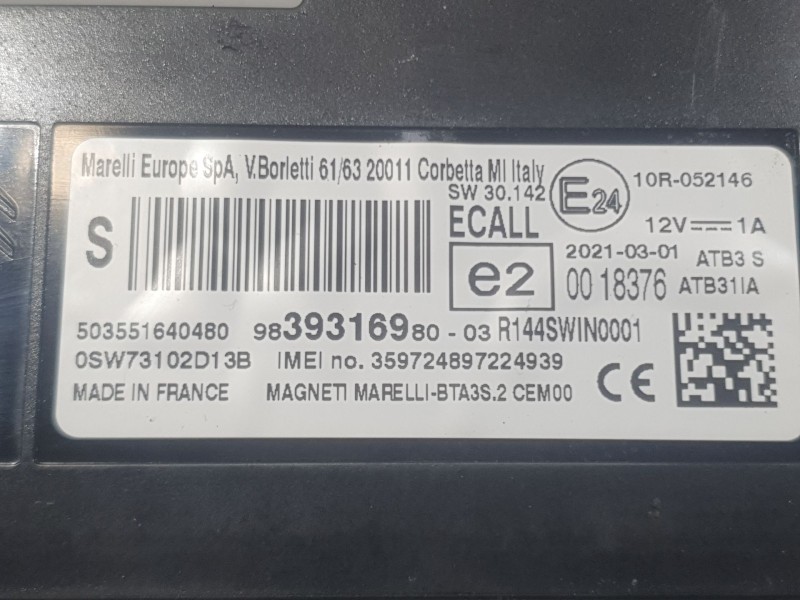 Marelli Europe SpA, V.Borletti 61/63 20011 Corbetta MI Italy
SW 30.142
E24
10R-052146
S
ECALL
12V⎓1A
e2
2021-03-01 ATB3 S
00 18376 ATB31IA
503551640480 9839316980-03 R144SWIN0001
0SW73102D13B IMEI no. 359724897224939
MADE IN FRANCE MAGNETI MARELLI-BTA3S.2 CEM00
CE